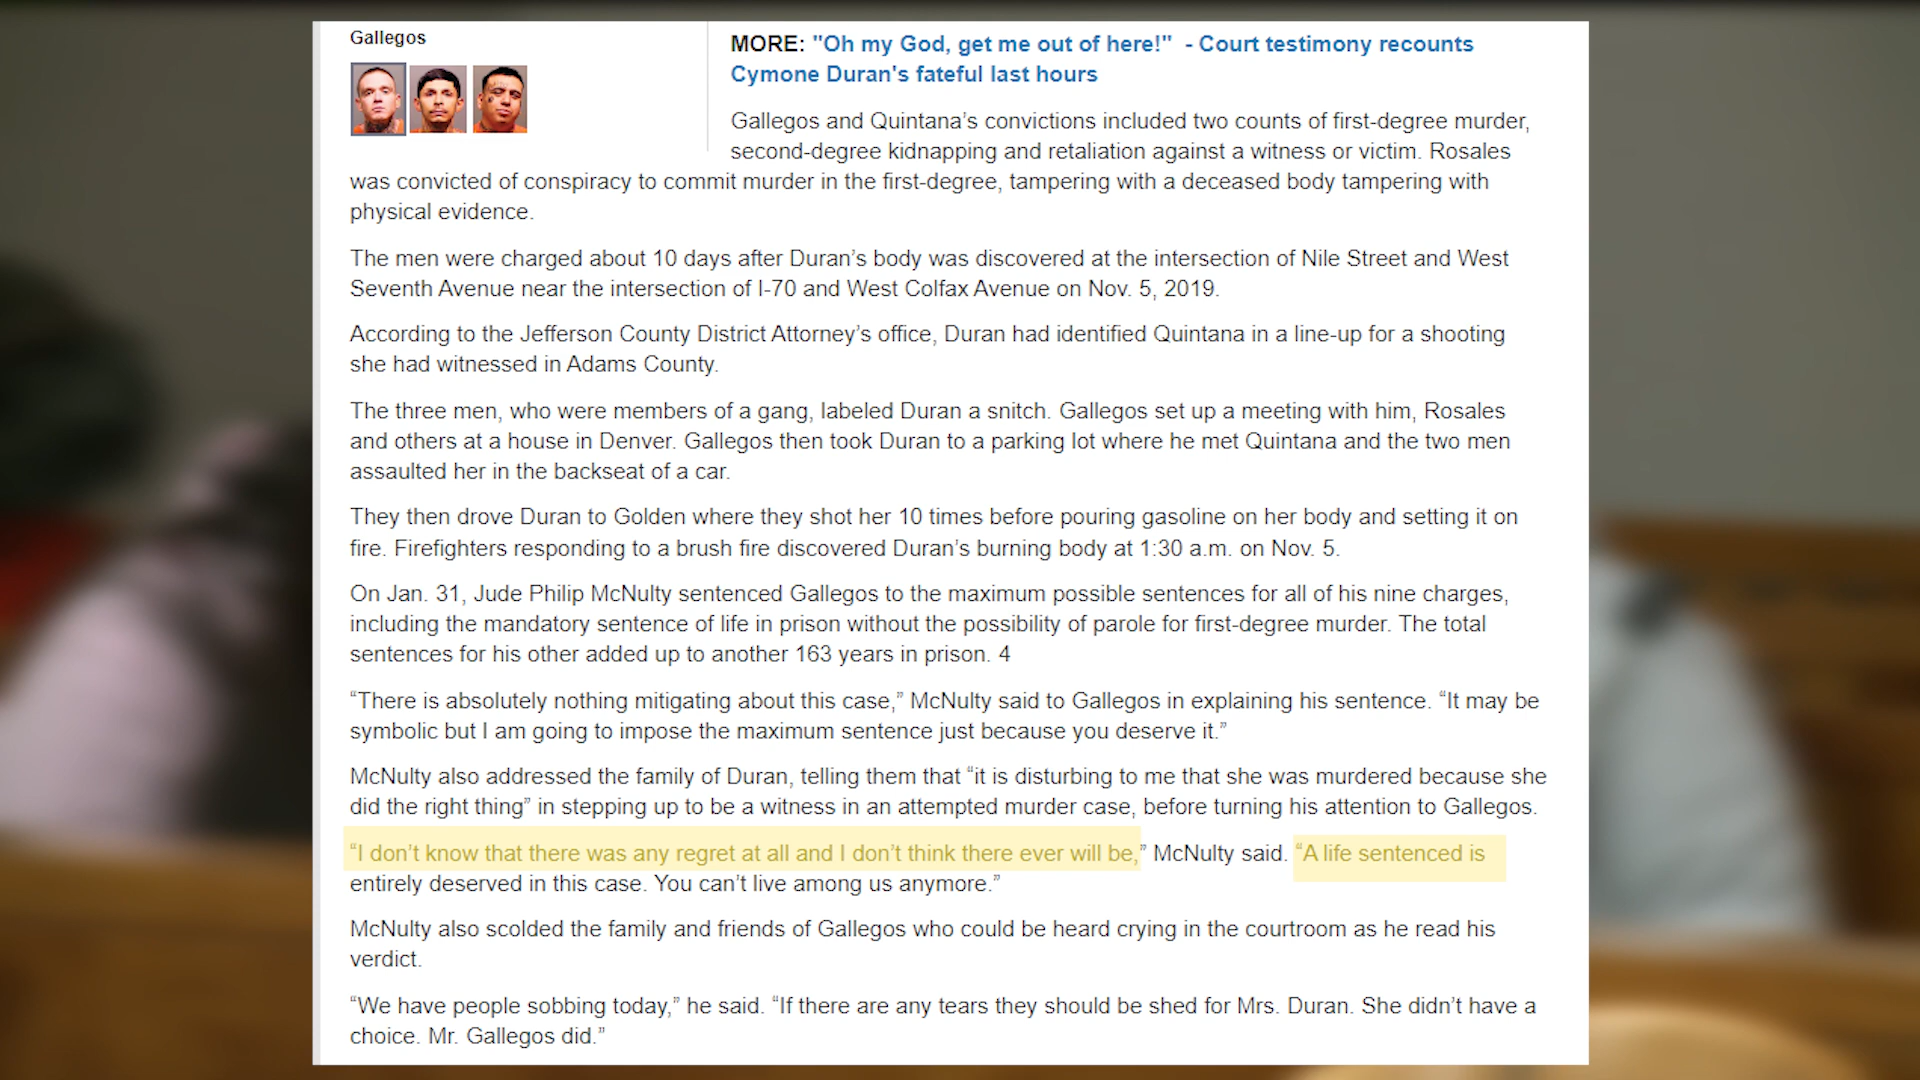 Gallegos
MORE: "Oh my God, get me out of here!"  - Court testimony recounts
Cymone Duran's fateful last hours
Gallegos and Quintana’s convictions included two counts of first-degree murder,
second-degree kidnapping and retaliation against a witness or victim. Rosales
was convicted of conspiracy to commit murder in the first-degree, tampering with a deceased body tampering with
physical evidence.
The men were charged about 10 days after Duran’s body was discovered at the intersection of Nile Street and West
Seventh Avenue near the intersection of I-70 and West Colfax Avenue on Nov. 5, 2019.
According to the Jefferson County District Attorney’s office, Duran had identified Quintana in a line-up for a shooting
she had witnessed in Adams County.
The three men, who were members of a gang, labeled Duran a snitch. Gallegos set up a meeting with him, Rosales
and others at a house in Denver. Gallegos then took Duran to a parking lot where he met Quintana and the two men
assaulted her in the backseat of a car.
They then drove Duran to Golden where they shot her 10 times before pouring gasoline on her body and setting it on
fire. Firefighters responding to a brush fire discovered Duran’s burning body at 1:30 a.m. on Nov. 5.
On Jan. 31, Jude Philip McNulty sentenced Gallegos to the maximum possible sentences for all of his nine charges,
including the mandatory sentence of life in prison without the possibility of parole for first-degree murder. The total
sentences for his other added up to another 163 years in prison. 4
“There is absolutely nothing mitigating about this case,” McNulty said to Gallegos in explaining his sentence. “It may be
symbolic but I am going to impose the maximum sentence just because you deserve it.”
McNulty also addressed the family of Duran, telling them that “it is disturbing to me that she was murdered because she
did the right thing” in stepping up to be a witness in an attempted murder case, before turning his attention to Gallegos.
“I don’t know that there was any regret at all and I don’t think there ever will be,” McNulty said. “A life sentenced is
entirely deserved in this case. You can’t live among us anymore.”
McNulty also scolded the family and friends of Gallegos who could be heard crying in the courtroom as he read his
verdict.
“We have people sobbing today,” he said. “If there are any tears they should be shed for Mrs. Duran. She didn’t have a
choice. Mr. Gallegos did.”